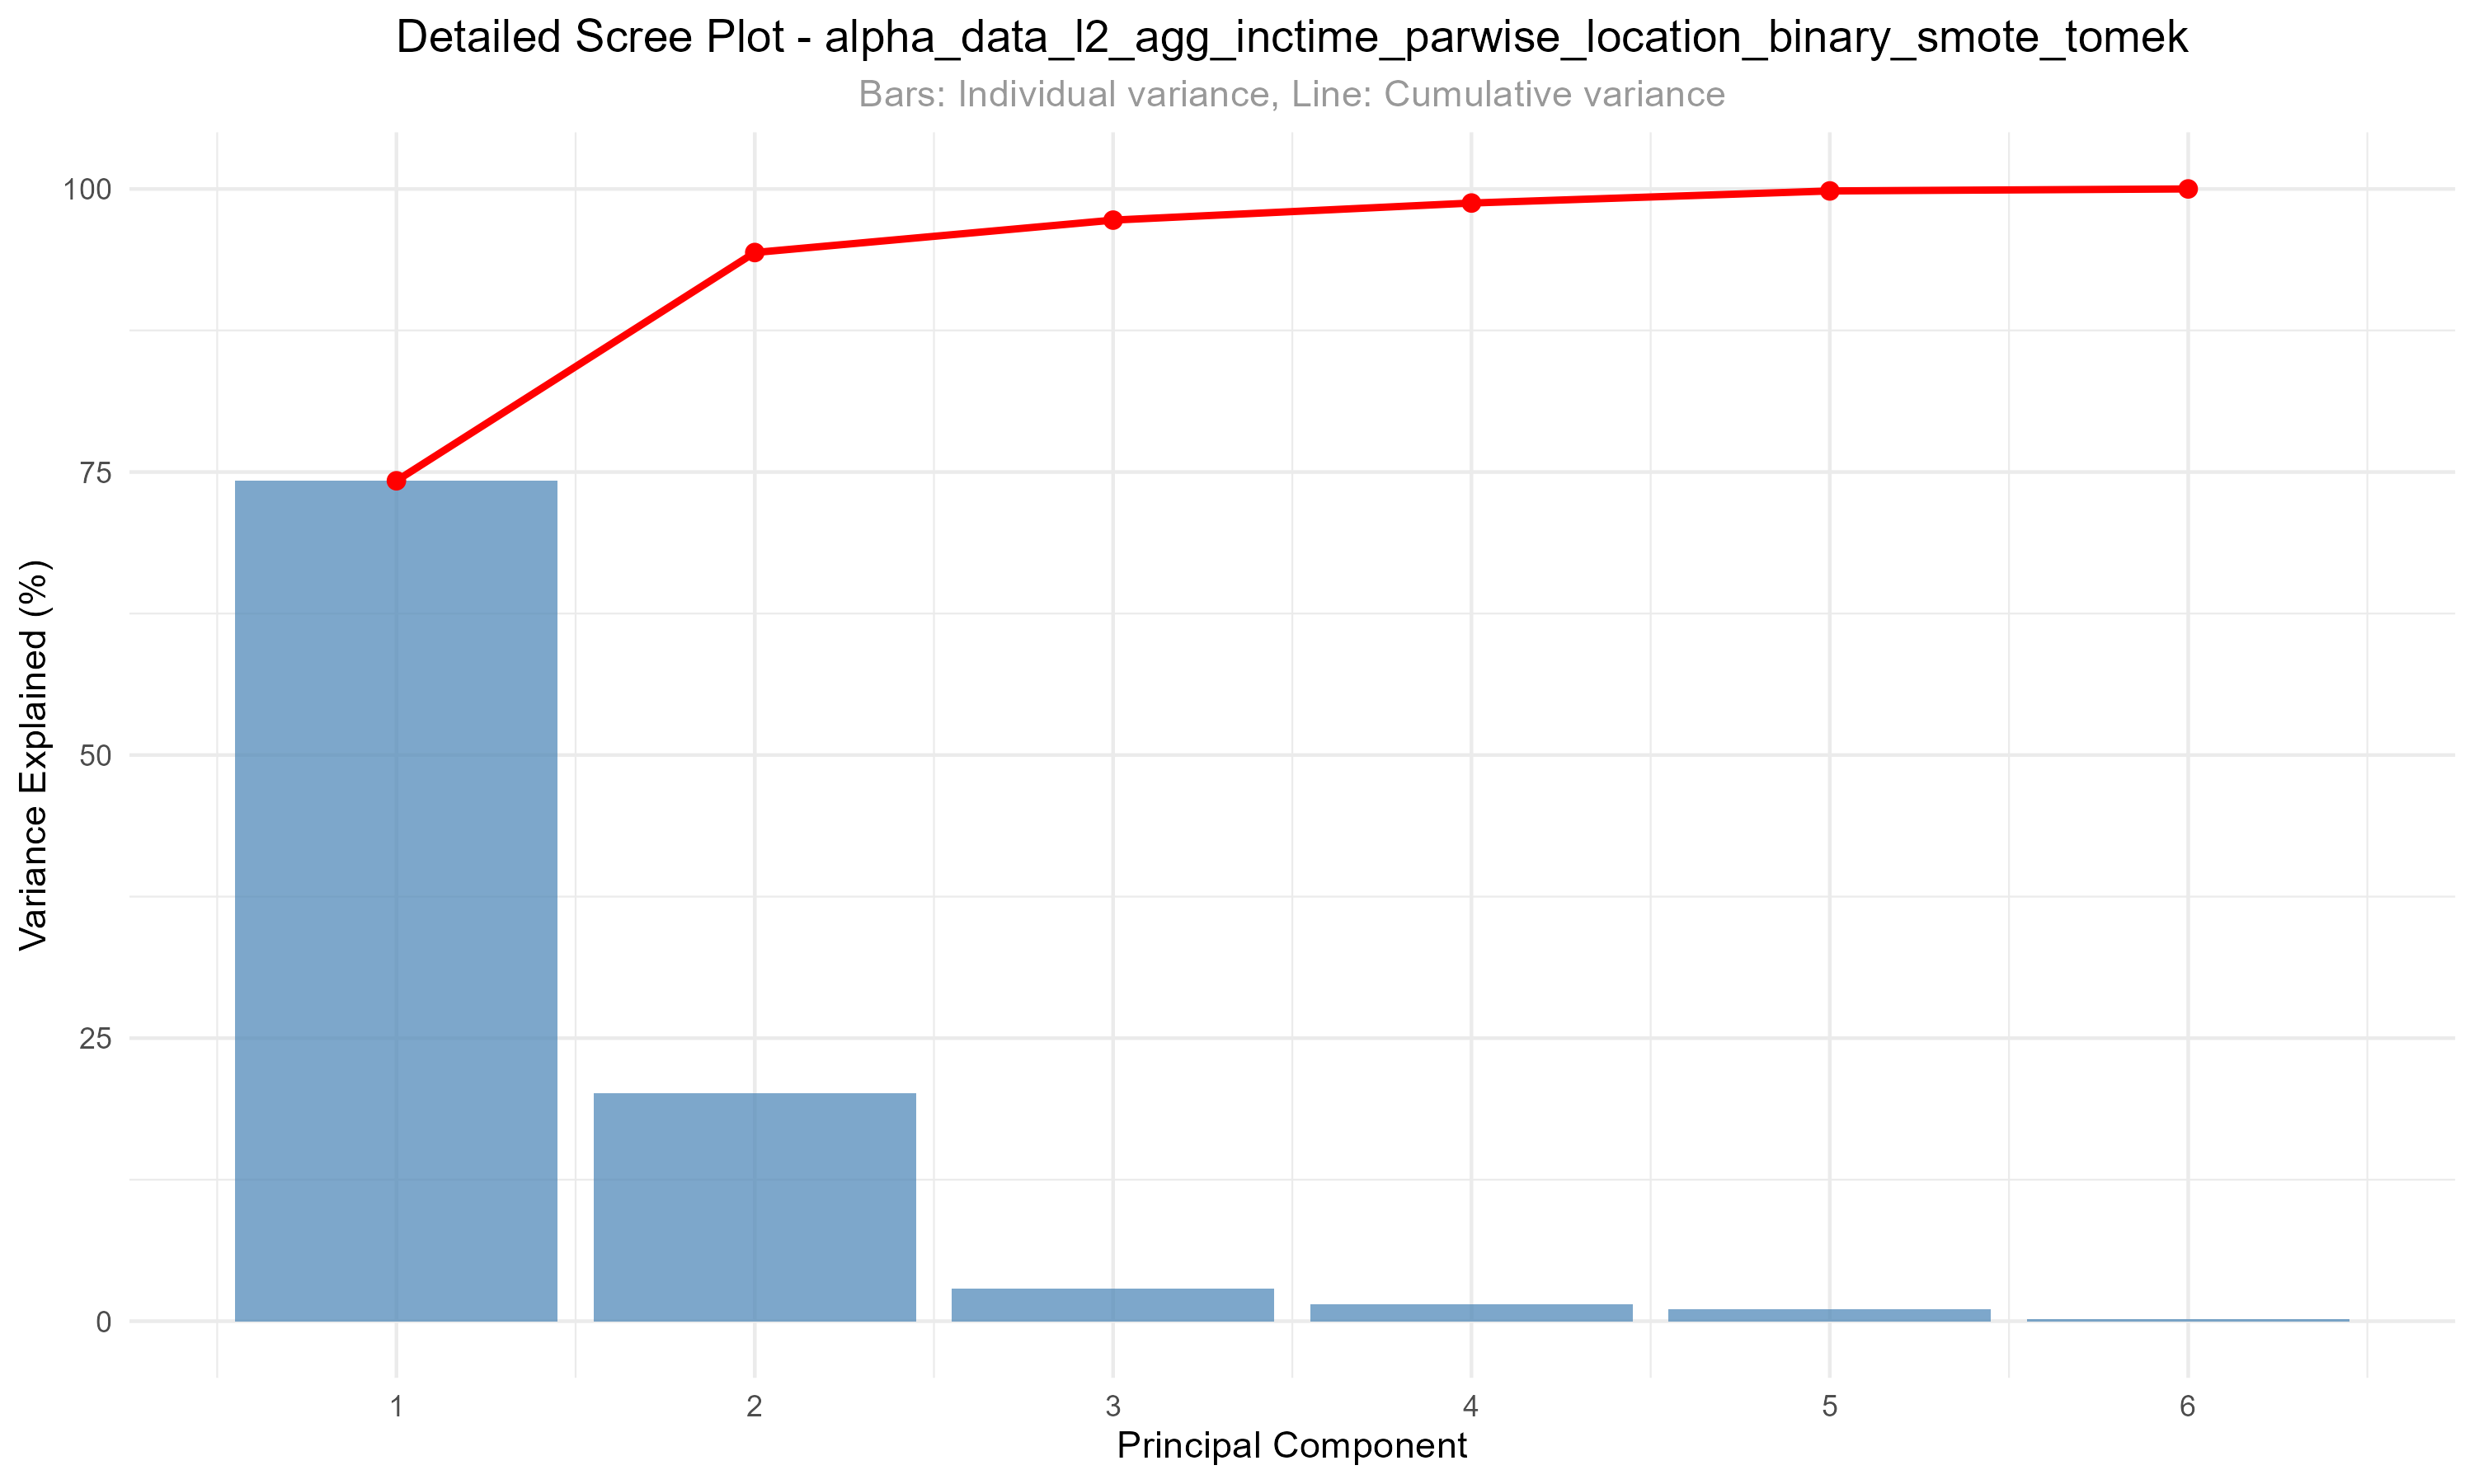 Detailed Scree Plot - alpha_data_l2_agg_inctime_parwise_location_binary_smote_tomek
Bars: Individual variance, Line: Cumulative variance
100
75
50
25
0
Variance Explained (%)
1 2 3 4 5 6
Principal Component